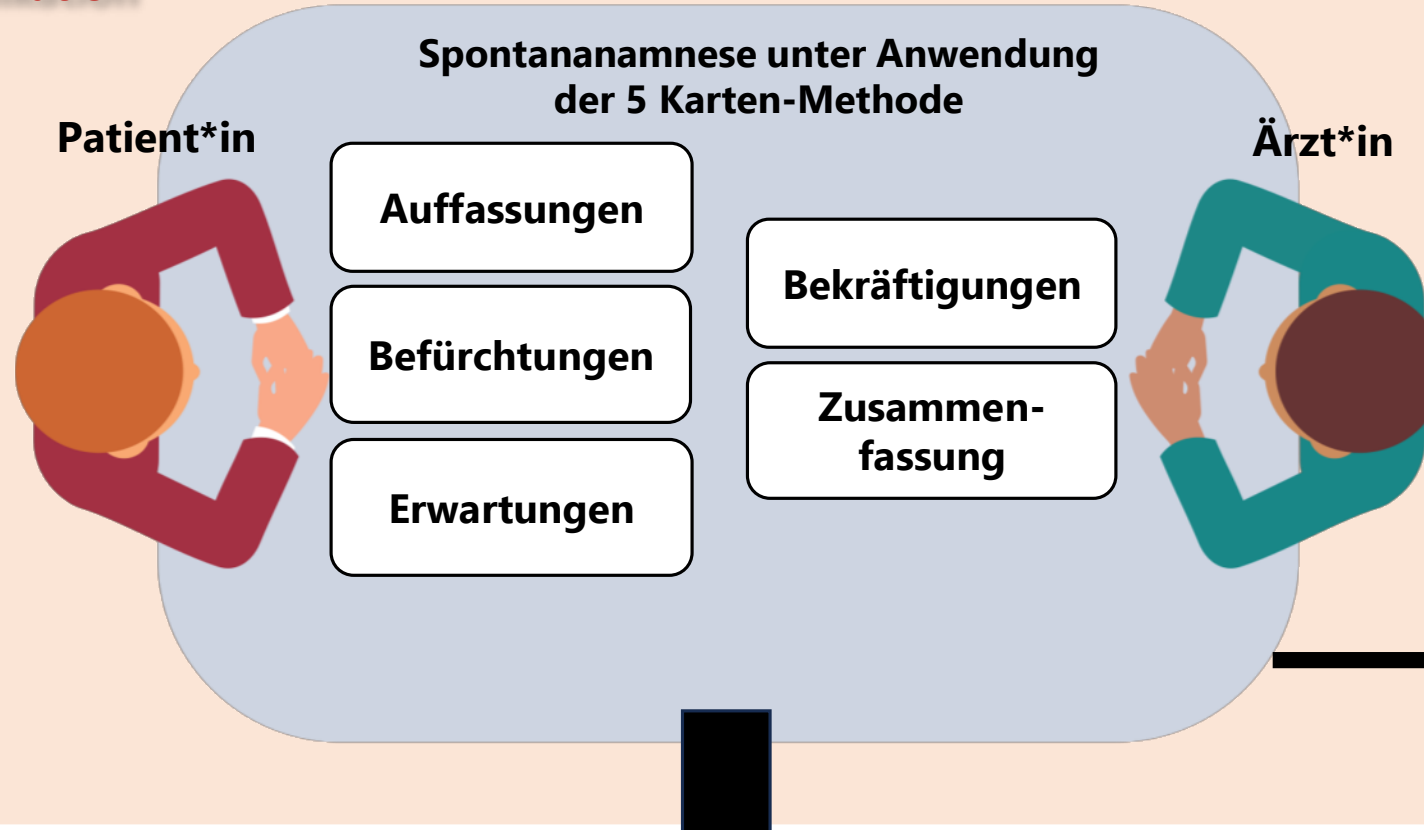 Spontananamnese unter Anwendung
der 5 Karten-Methode
Patient*in
Ärzt*in
Auffassungen
Befürchtungen
Erwartungen
Bekräftigungen
Zusammen-
fassung